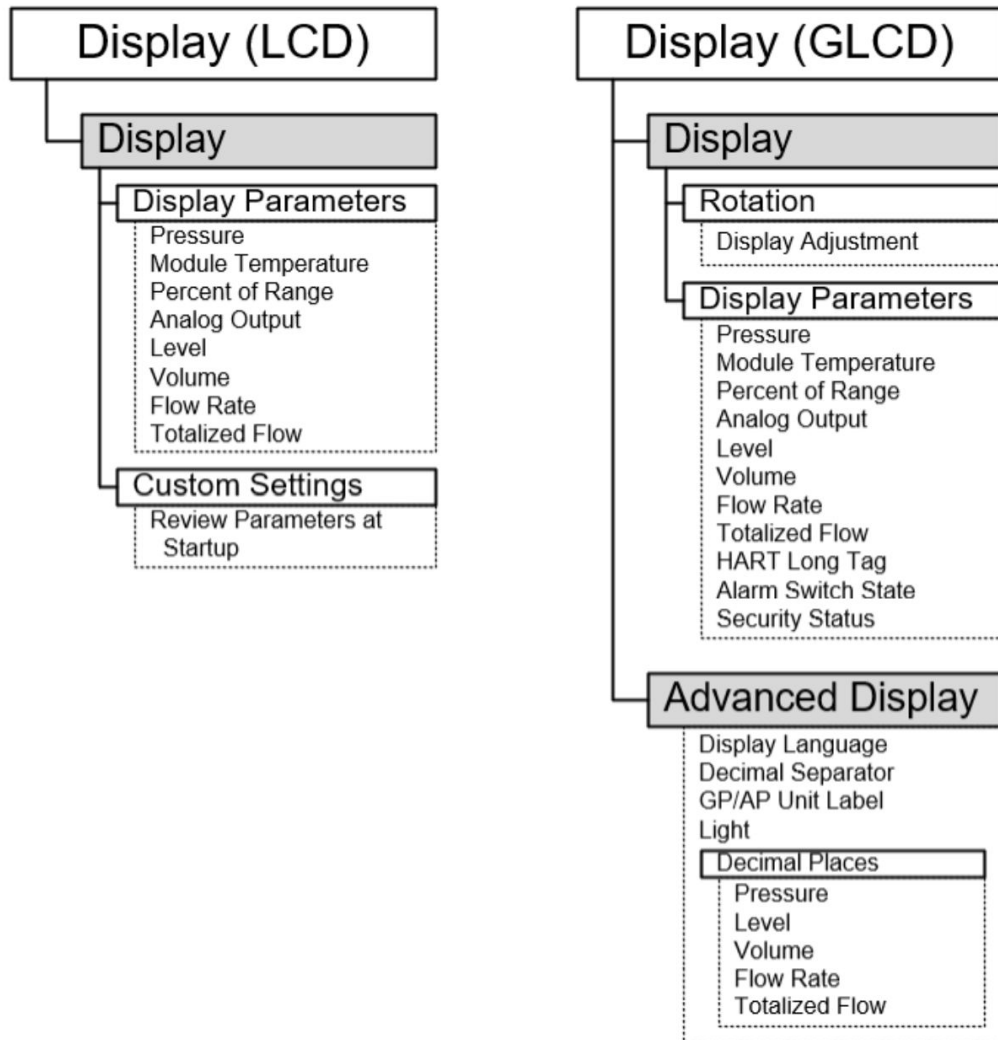 Display (LCD)
Display
Display Parameters
Pressure
Module Temperature
Percent of Range
Analog Output
Level
Volume
Flow Rate
Totalized Flow
Custom Settings
Review Parameters at
Startup
Display (GLCD)
Display
Rotation
Display Adjustment
Display Parameters
Pressure
Module Temperature
Percent of Range
Analog Output
Level
Volume
Flow Rate
Totalized Flow
HART Long Tag
Alarm Switch State
Security Status
Advanced Display
Display Language
Decimal Separator
GP/AP Unit Label
Light
Decimal Places
Pressure
Level
Volume
Flow Rate
Totalized Flow